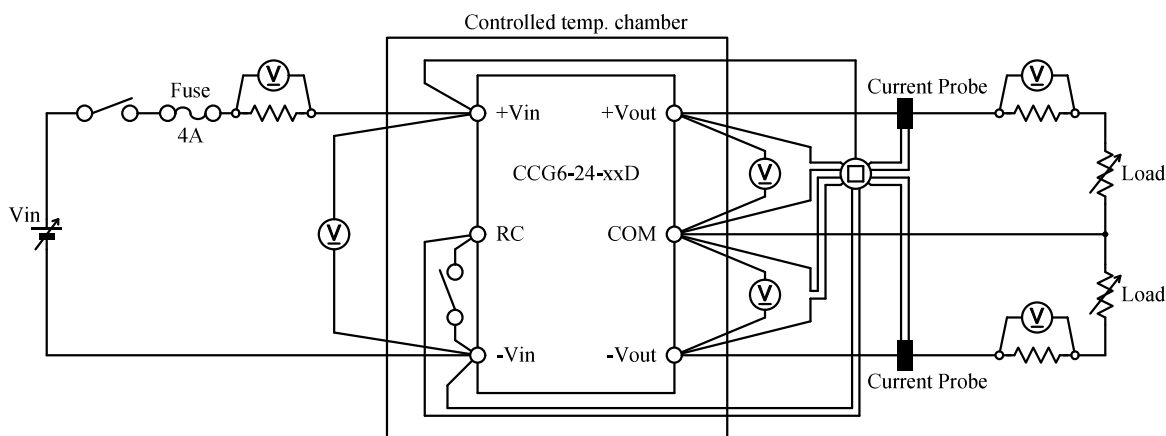 Controlled temp. chamber
V
Fuse
4A
V
Current Probe
V
+Vin
+Vout
CCG6-24-xxD
V
Load
Vin
V
RC
COM
V
Load
V
-Vin
-Vout
Current Probe